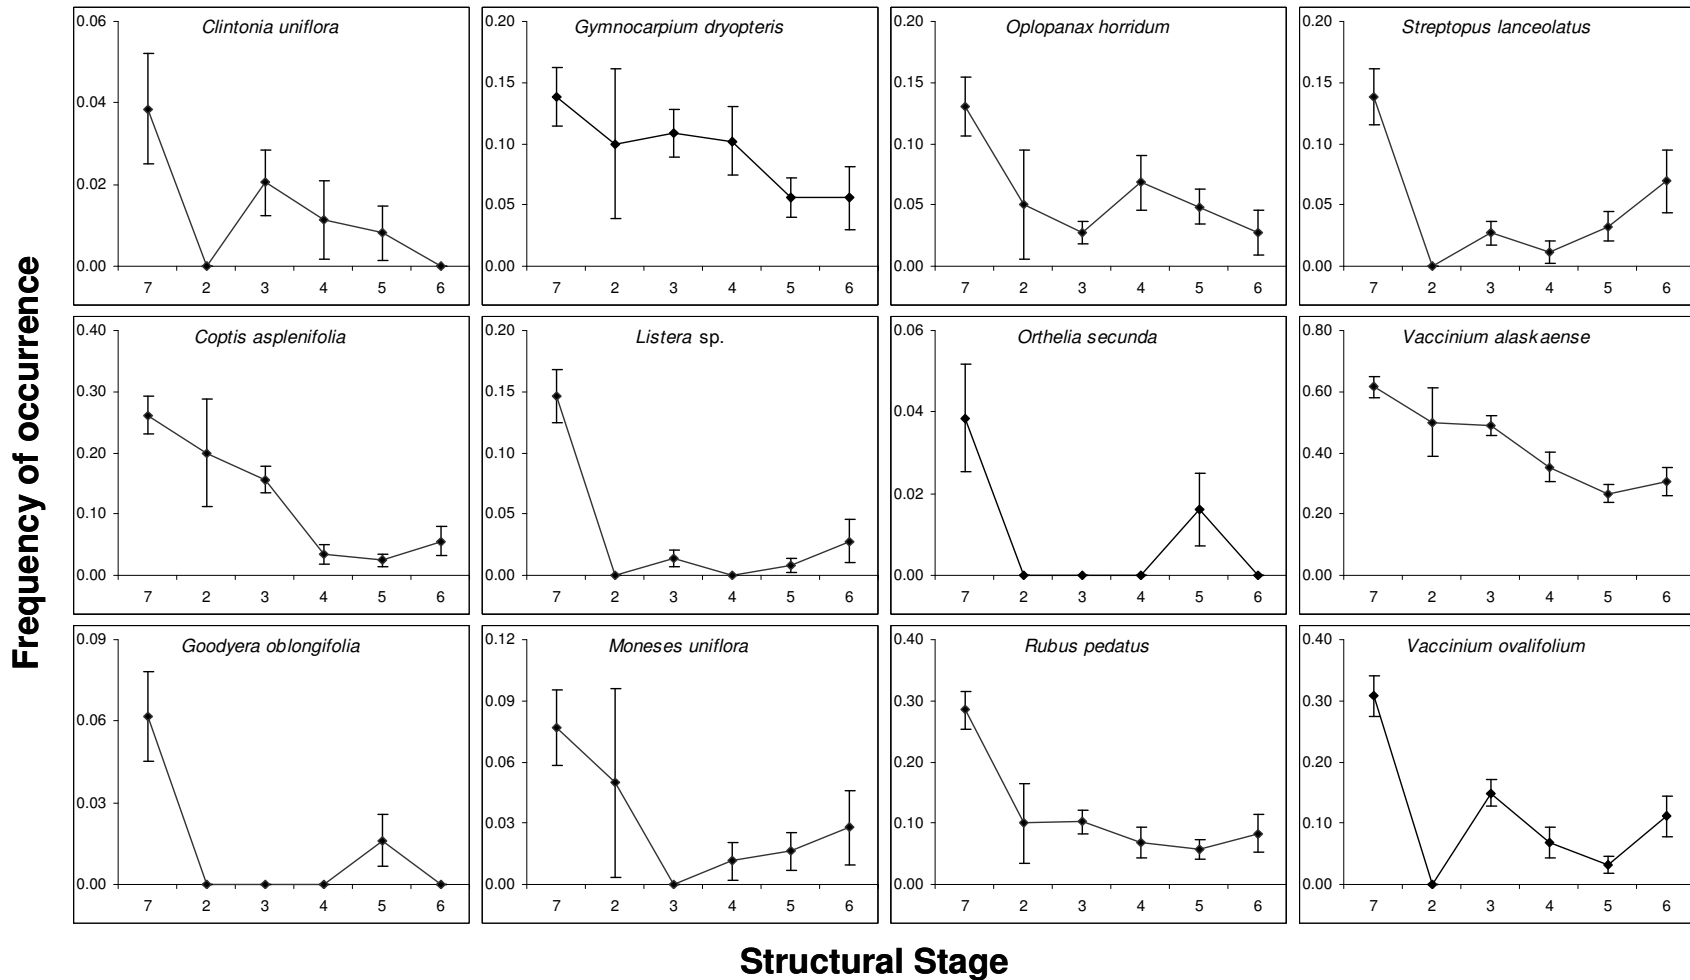 Frequency of occurrence
Clintonia uniflora
0.06
0.04
0.02
0.00
7 2 3 4 5 6
Gymnocarpium dryopteris
0.20
0.15
0.10
0.05
0.00
7 2 3 4 5 6
Oplopanax horridum
0.20
0.15
0.10
0.05
0.00
7 2 3 4 5 6
Streptopus lanceolatus
0.20
0.15
0.10
0.05
0.00
7 2 3 4 5 6
Coptis asplenifolia
0.40
0.30
0.20
0.10
0.00
7 2 3 4 5 6
Listera sp.
0.20
0.15
0.10
0.05
0.00
7 2 3 4 5 6
Orthelia secunda
0.06
0.04
0.02
0.00
7 2 3 4 5 6
Vaccinium alaskaense
0.80
0.60
0.40
0.20
0.00
7 2 3 4 5 6
Goodyera oblongifolia
0.09
0.06
0.03
0.00
7 2 3 4 5 6
Moneses uniflora
0.12
0.09
0.06
0.03
0.00
7 2 3 4 5 6
Rubus pedatus
0.40
0.30
0.20
0.10
0.00
7 2 3 4 5 6
Vaccinium ovalifolium
0.40
0.30
0.20
0.10
0.00
7 2 3 4 5 6
Structural Stage